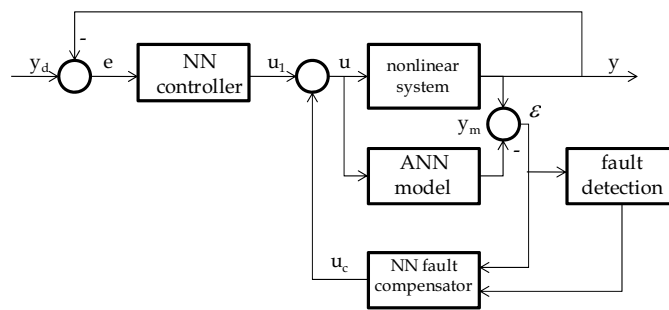 -
y_d
e
NN
controller
u_1
u
nonlinear
system
y
y_m
ε
-
ANN
model
fault
detection
u_c
NN fault
compensator